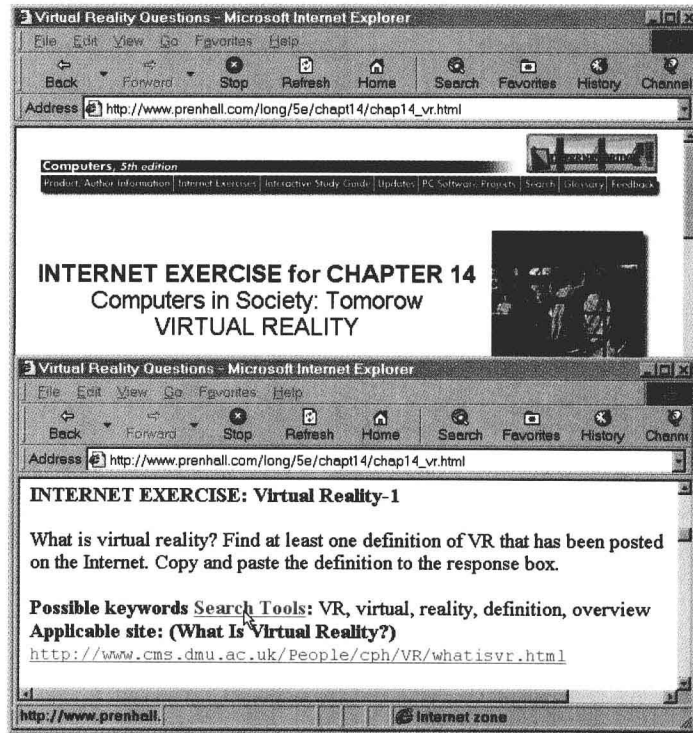 Virtual Reality Questions - Microsoft Internet Explorer
File Edit View Go Favorites Help
Back Forward Stop Refresh Home Search Favorites History Channel
Address http://www.prenhall.com/long/5e/chapt14/chap14_vr.html
Computers, 5th edition
INTERNET BRIDGE
Product, Author Information Internet Exercises Interactive Study Guide Updates PC Software Projects Search Glossary Feedback
INTERNET EXERCISE for CHAPTER 14
Computers in Society: Tomorow
VIRTUAL REALITY
Virtual Reality Questions - Microsoft Internet Explorer
File Edit View Go Favorites Help
Back Forward Stop Refresh Home Search Favorites History Channe
Address http://www.prenhall.com/long/5e/chapt14/chap14_vr.html
INTERNET EXERCISE: Virtual Reality-1
What is virtual reality? Find at least one definition of VR that has been posted
on the Internet. Copy and paste the definition to the response box.
Possible keywords Search Tools: VR, virtual, reality, definition, overview
Applicable site: (What Is Virtual Reality?)
http://www.cms.dmu.ac.uk/People/cph/VR/whatisvr.html
http://www.prenhall. Internet zone